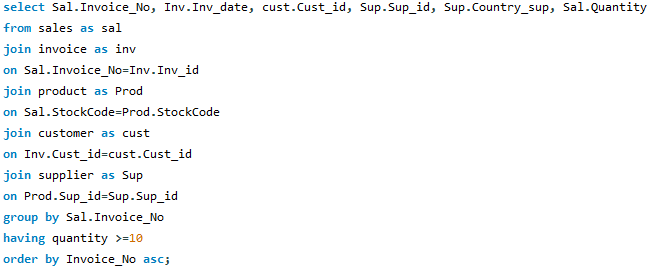 select Sal.Invoice_No, Inv.Inv_date, cust.Cust_id, Sup.Sup_id, Sup.Country_sup, Sal.Quantity
from sales as sal
join invoice as inv
on Sal.Invoice_No=Inv.Inv_id
join product as Prod
on Sal.StockCode=Prod.StockCode
join customer as cust
on Inv.Cust_id=cust.Cust_id
join supplier as Sup
on Prod.Sup_id=Sup.Sup_id
group by Sal.Invoice_No
having quantity >=10
order by Invoice_No asc;